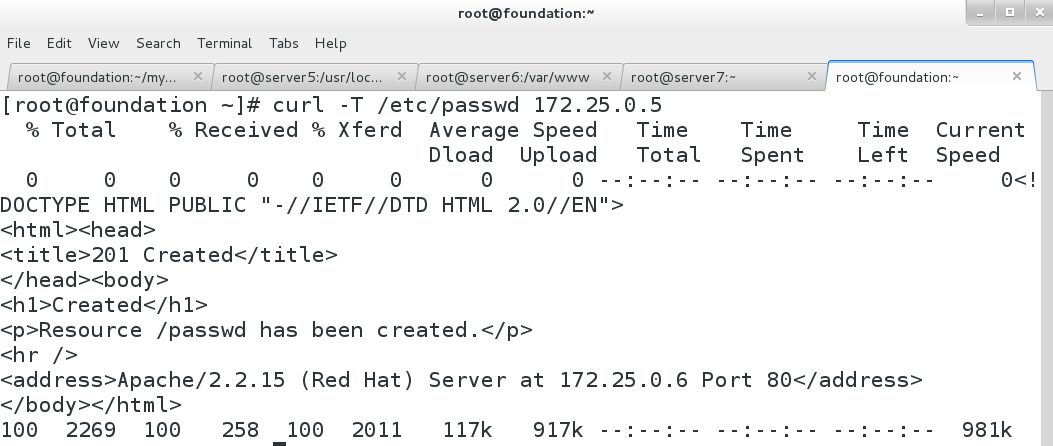 root@foundation:~
File Edit View Search Terminal Tabs Help
root@foundation:~/my... root@server5:/usr/loc... root@server6:/var/www root@server7:~ root@foundation:~
[root@foundation ~]# curl -T /etc/passwd 172.25.0.5
  % Total    % Received % Xferd  Average Speed   Time    Time     Time  Current
                                 Dload  Upload   Total   Spent    Left  Speed
  0     0    0     0    0     0      0      0 --:--:-- --:--:-- --:--:--     0<!
DOCTYPE HTML PUBLIC "-//IETF//DTD HTML 2.0//EN">
<html><head>
<title>201 Created</title>
</head><body>
<h1>Created</h1>
<p>Resource /passwd has been created.</p>
<hr />
<address>Apache/2.2.15 (Red Hat) Server at 172.25.0.6 Port 80</address>
</body></html>
100  2269  100   258  100  2011   117k   917k --:--:-- --:--:-- --:--:--  981k